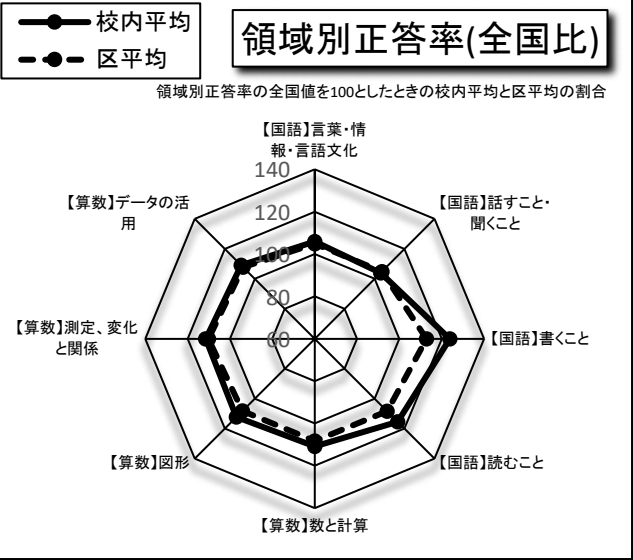 校内平均
区平均
領域別正答率(全国比)
領域別正答率の全国値を100としたときの校内平均と区平均の割合
【国語】言葉・情
報・言語文化
140
120
100
80
60
【国語】話すこと・
聞くこと
【国語】書くこと
【国語】読むこと
【算数】数と計算
【算数】図形
【算数】測定、変化
と関係
【算数】データの活
用